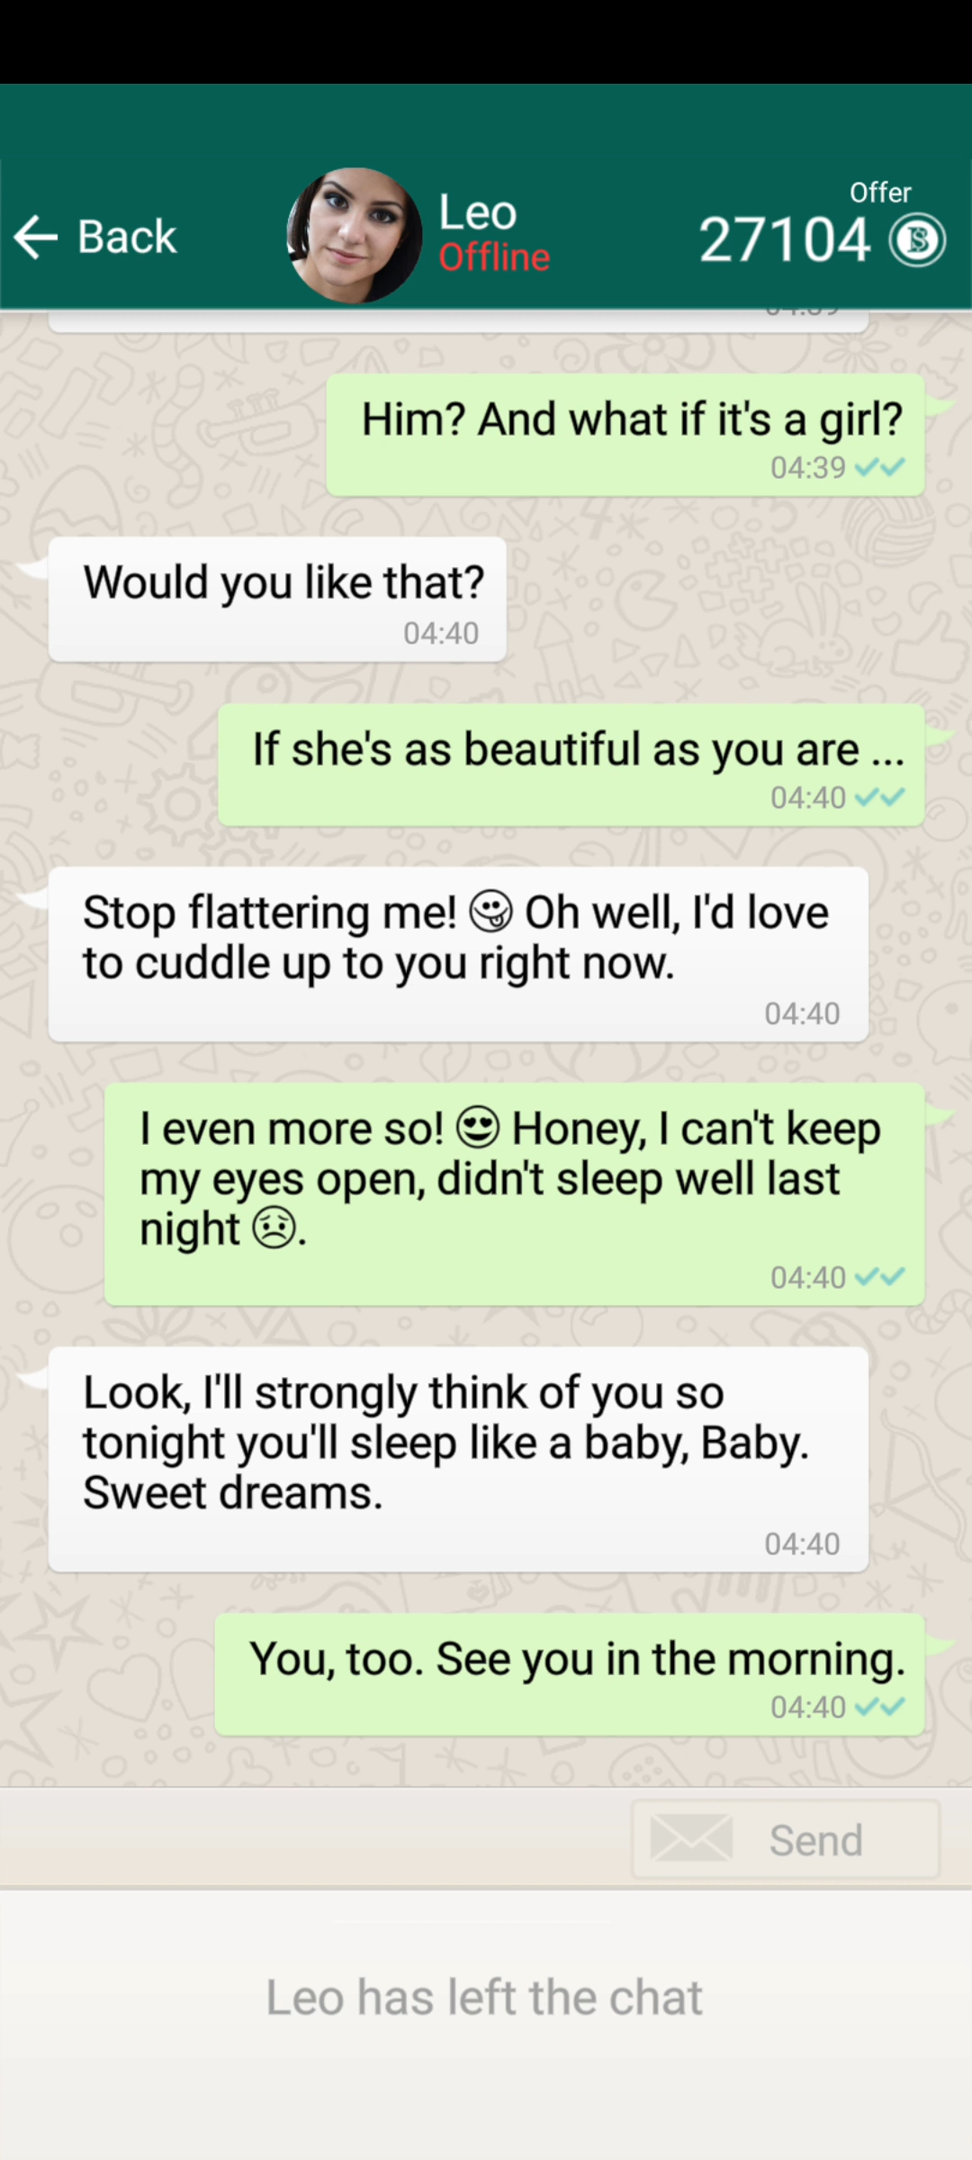 Offer
Back
Leo
27104
Offline
Him? And what if it's a girl?
04:39
Would you like that?
04:40
If she's as beautiful as you are ...
04:40
Stop flattering me! 😜 Oh well, I'd love
to cuddle up to you right now.
04:40
I even more so! 😍 Honey, I can't keep
my eyes open, didn't sleep well last
night 😟.
04:40
Look, I'll strongly think of you so
tonight you'll sleep like a baby, Baby.
Sweet dreams.
04:40
You, too. See you in the morning.
04:40
Send
Leo has left the chat